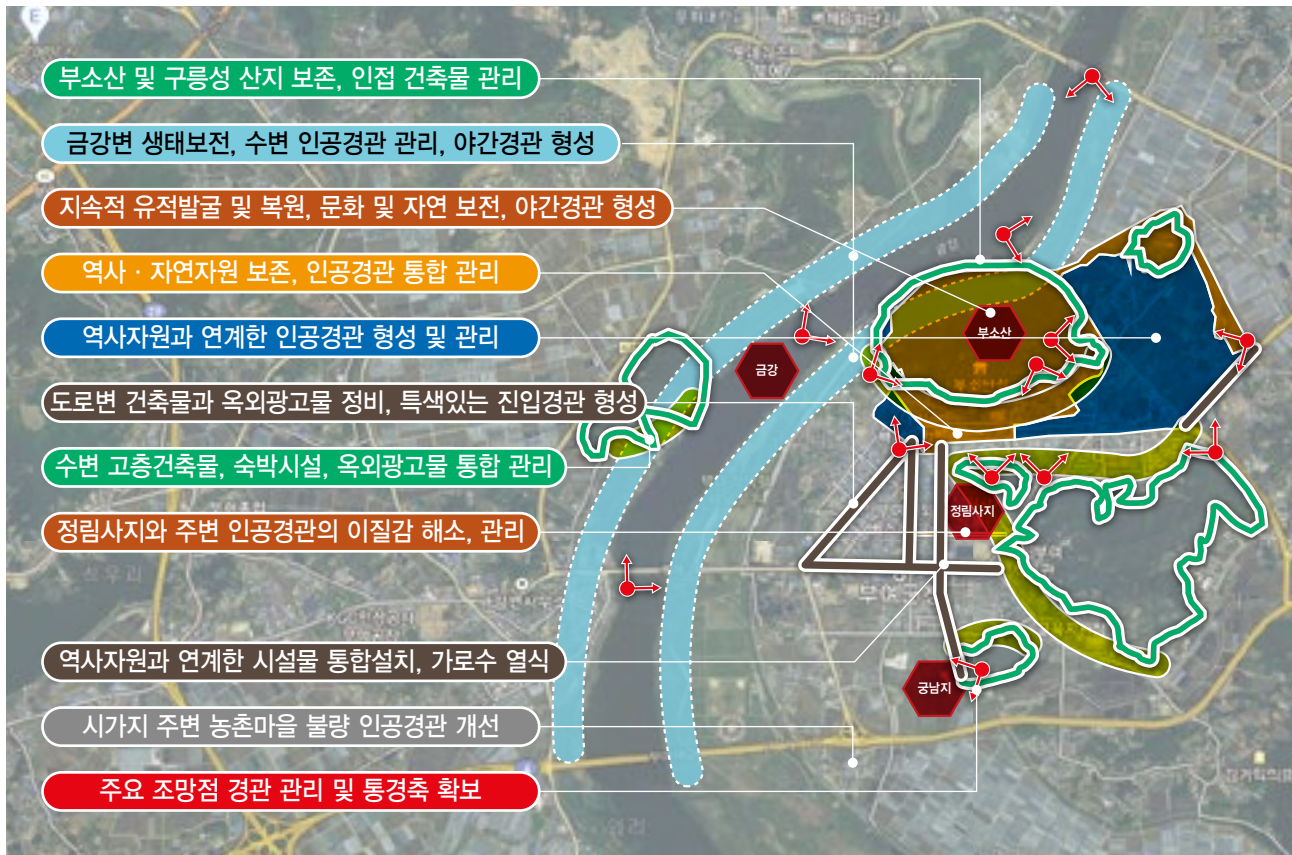 E
부소산 및 구릉성 산지 보존, 인접 건축물 관리
금강변 생태보전, 수변 인공경관 관리, 야간경관 형성
지속적 유적발굴 및 복원, 문화 및 자연 보전, 야간경관 형성
역사 · 자연자원 보존, 인공경관 통합 관리
역사자원과 연계한 인공경관 형성 및 관리
부소산
금강
도로변 건축물과 옥외광고물 정비, 특색있는 진입경관 형성
수변 고층건축물, 숙박시설, 옥외광고물 통합 관리
정림사지
정림사지와 주변 인공경관의 이질감 해소, 관리
역사자원과 연계한 시설물 통합설치, 가로수 열식
궁남지
시가지 주변 농촌마을 불량 인공경관 개선
주요 조망점 경관 관리 및 통경축 확보